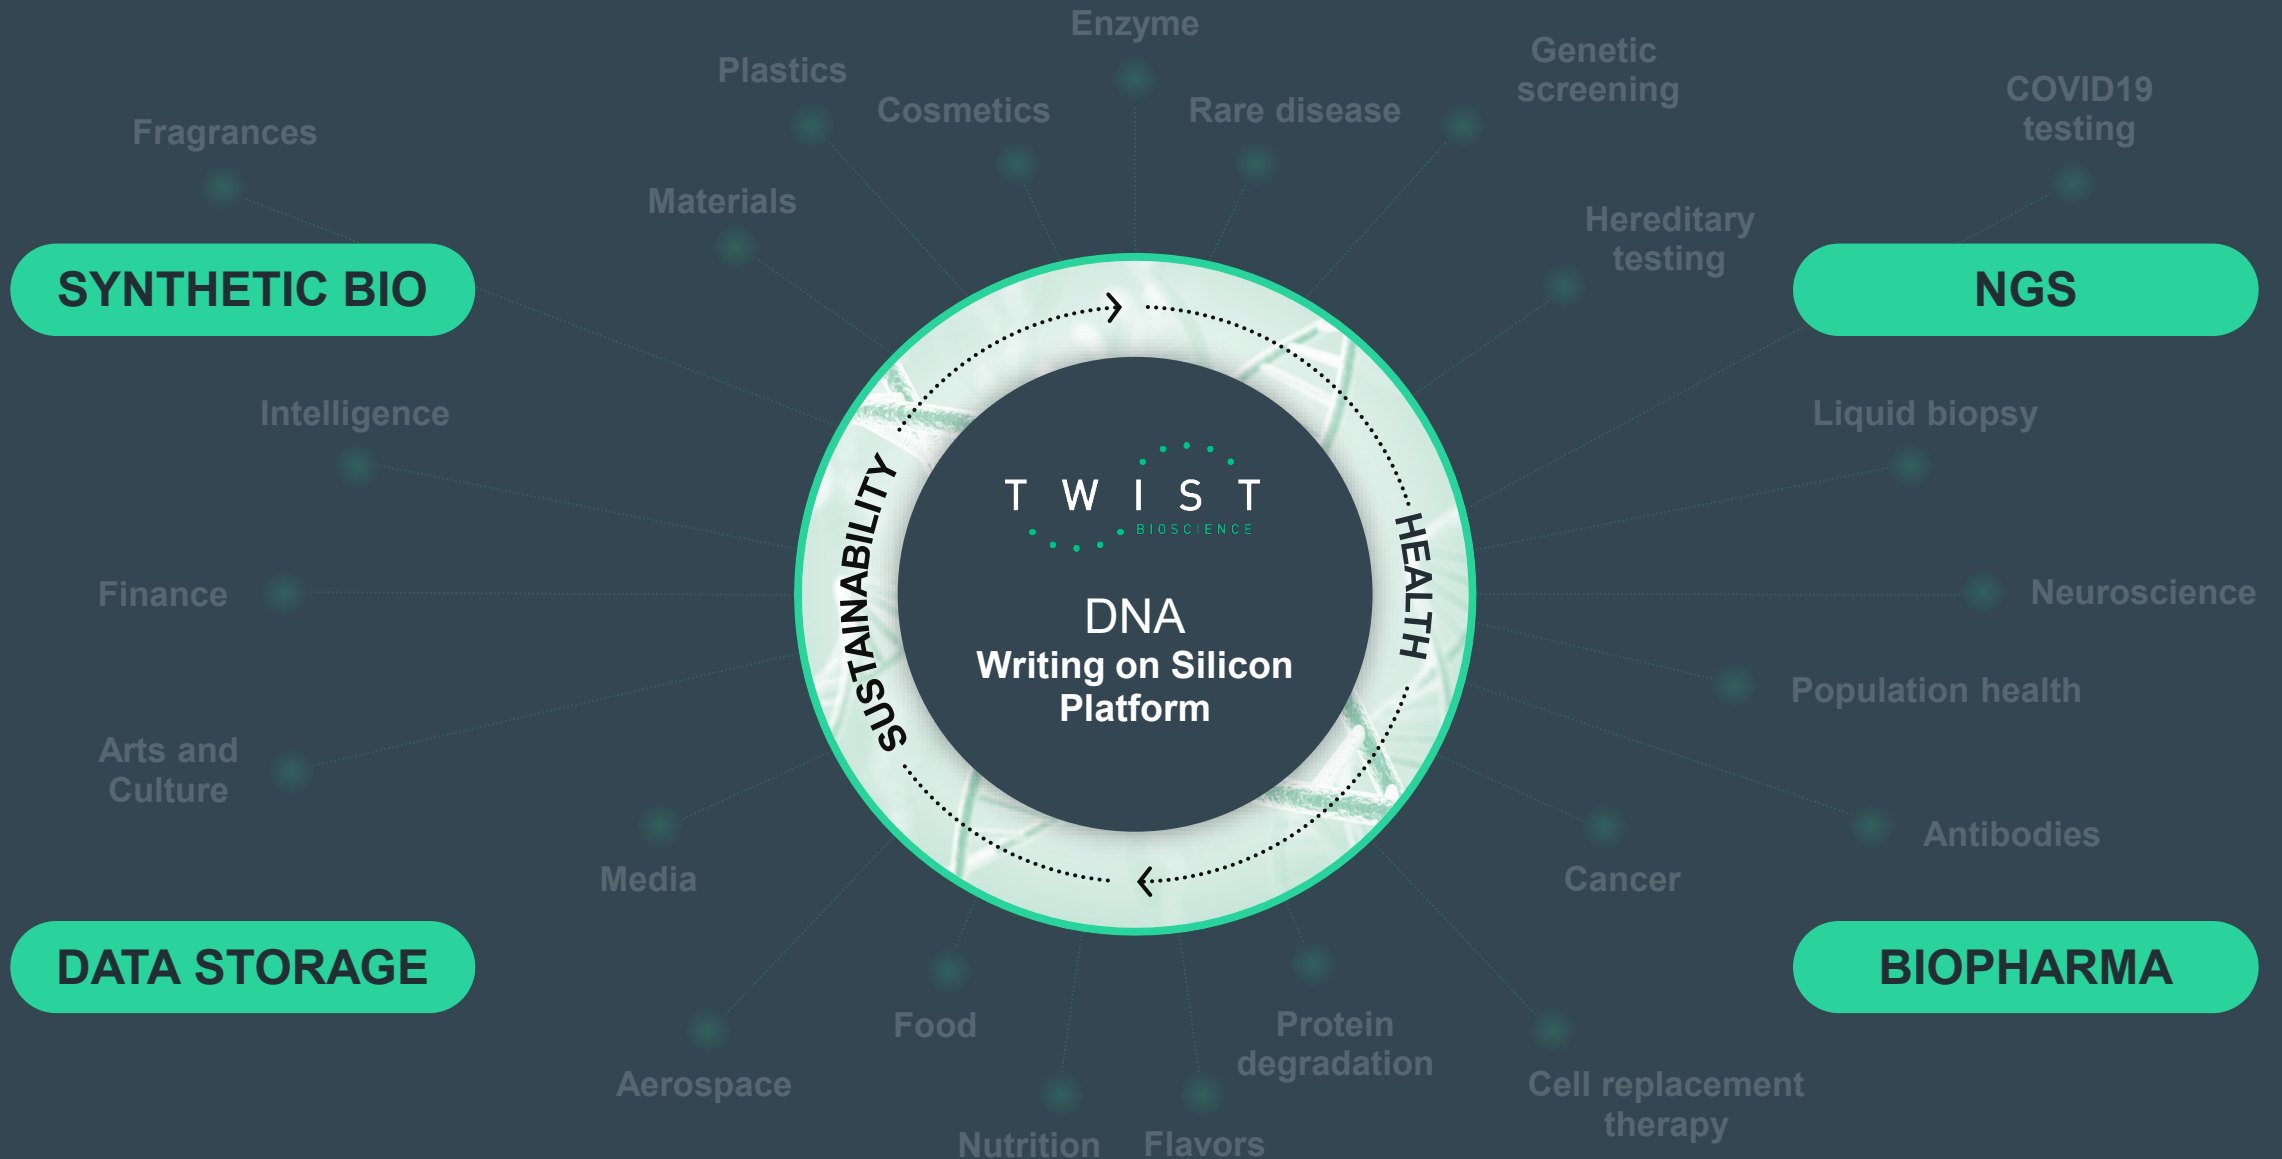 Enzyme
Genetic
screening
Plastics
COVID19
testing
Cosmetics
Rare disease
Fragrances
Materials
Hereditary
testing
SYNTHETIC BIO
NGS
Intelligence
Liquid biopsy
TWIST
BIOSCIENCE
SUSTAINABILITY
HEALTH
Finance
Neuroscience
DNA
Writing on Silicon
Platform
Population health
Arts and
Culture
Antibodies
Media
Cancer
DATA STORAGE
BIOPHARMA
Food
Protein
degradation
Aerospace
Cell replacement
therapy
Nutrition
Flavors